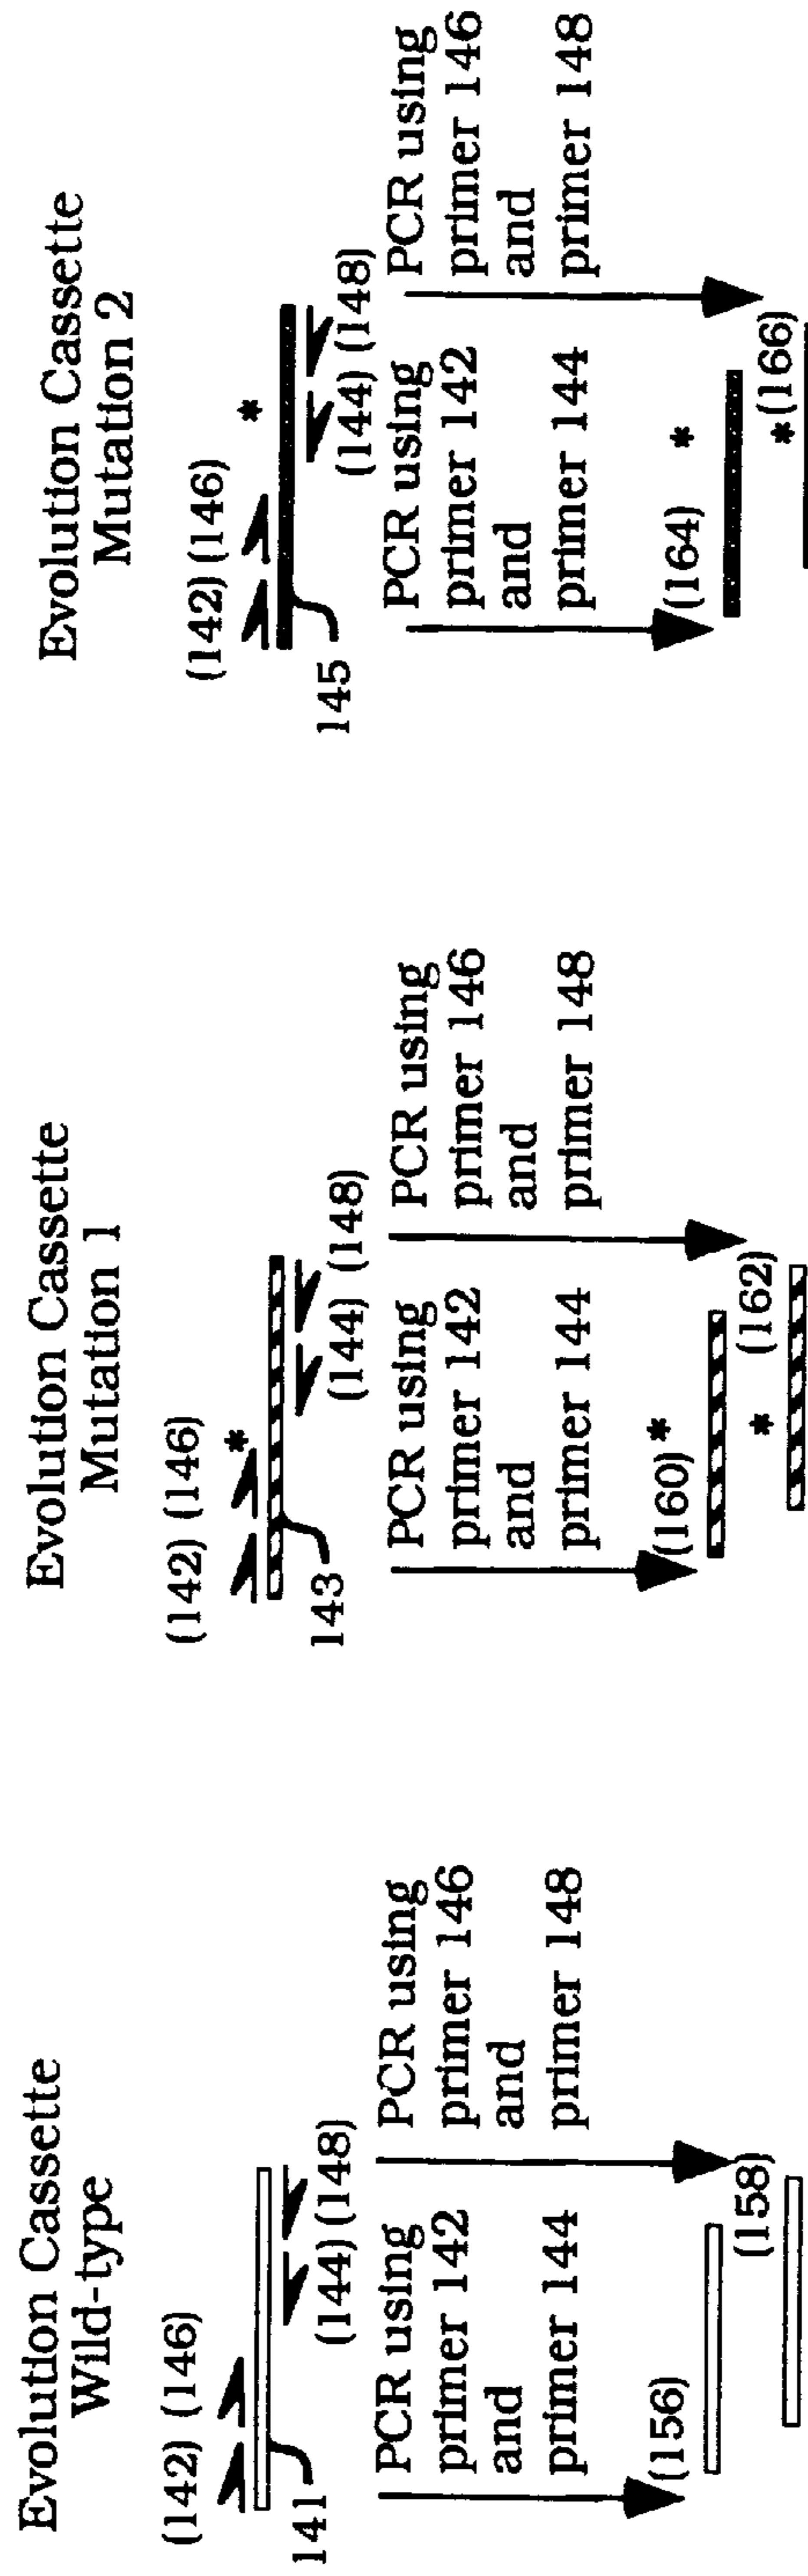 Evolution Cassette
Wild-type
(142) (146)
141
(144) (148)
PCR using
primer 142
and
primer 144
PCR using
primer 146
and
primer 148
(156)
(158)
Evolution Cassette
Mutation 1
(142) (146)
*
143
(144) (148)
PCR using
primer 142
and
primer 144
PCR using
primer 146
and
primer 148
(160) *
* (162)
Evolution Cassette
Mutation 2
(142) (146)
*
145
(144) (148)
PCR using
primer 142
and
primer 144
PCR using
primer 146
and
primer 148
(164) *
*(166)